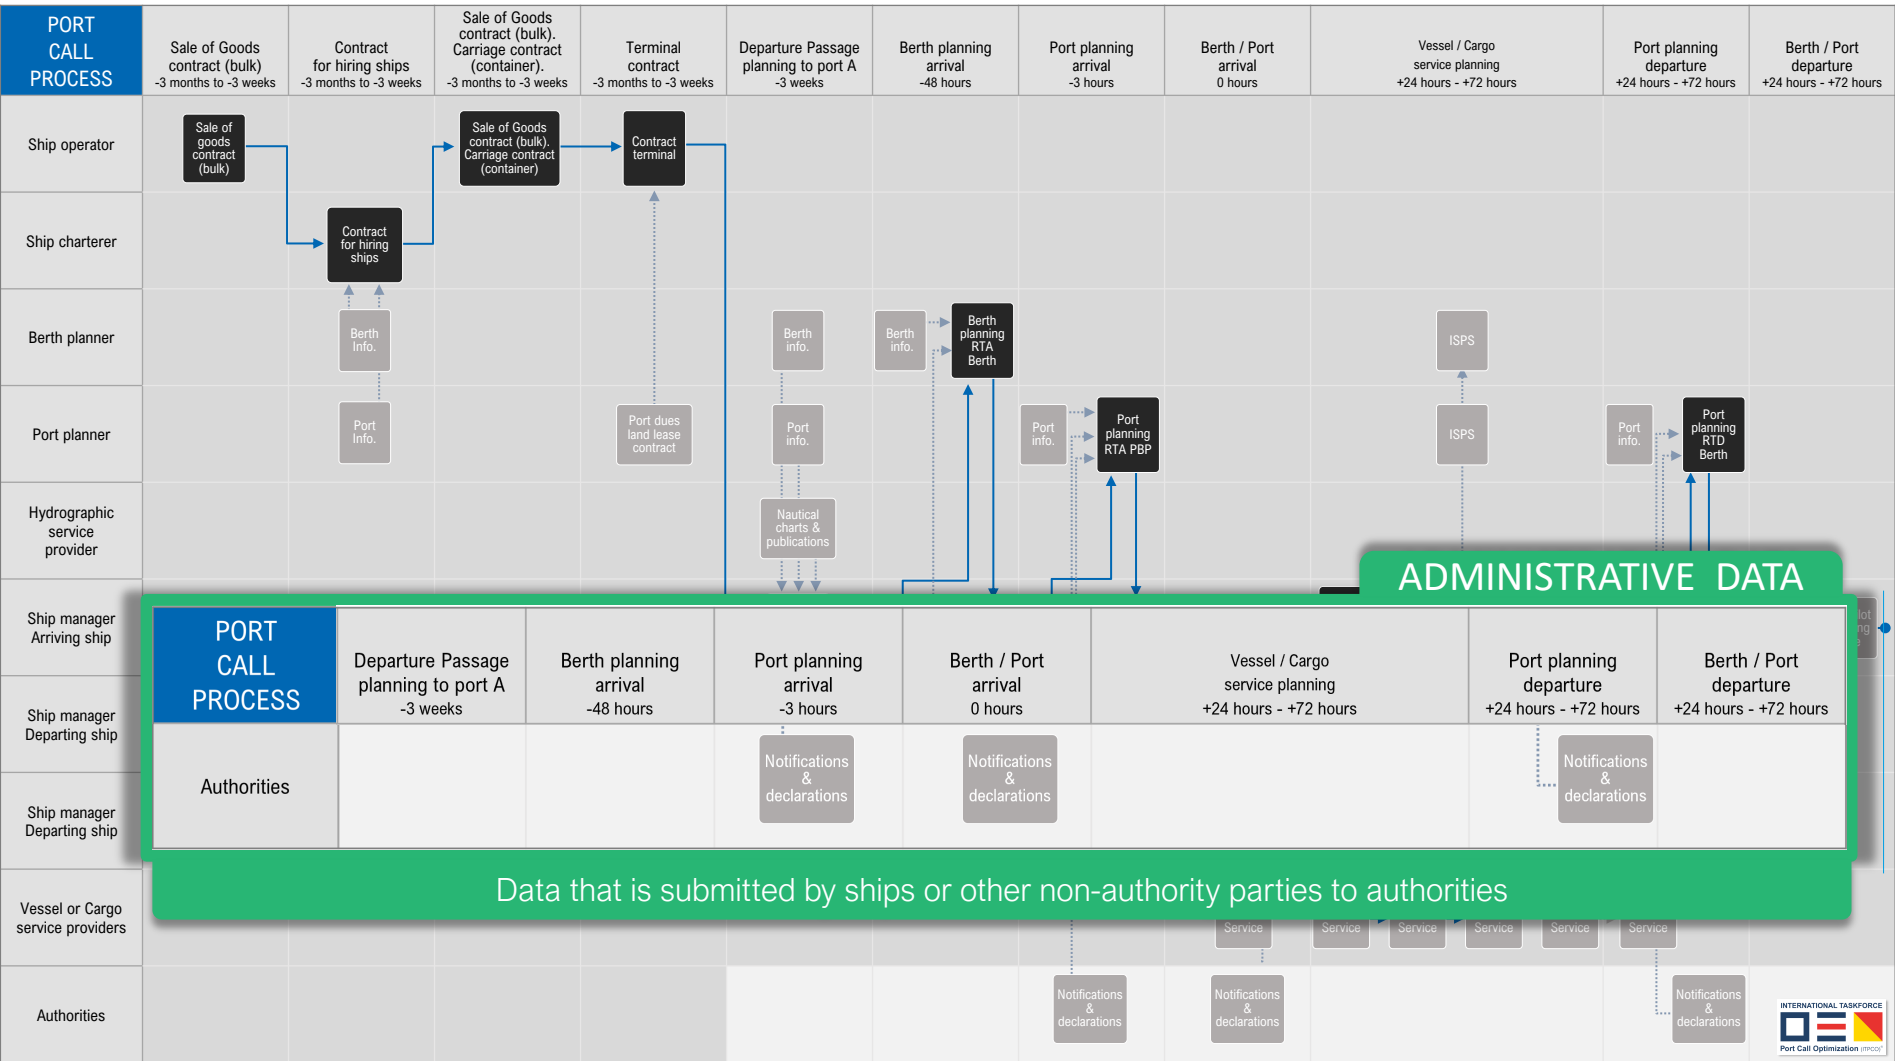 PORT
CALL
PROCESS
Sale of Goods
contract (bulk)
-3 months to -3 weeks
Contract
for hiring ships
-3 months to -3 weeks
Sale of Goods
contract (bulk).
Carriage contract
(container).
-3 months to -3 weeks
Terminal
contract
-3 months to -3 weeks
Departure Passage
planning to port A
-3 weeks
Berth planning
arrival
-48 hours
Port planning
arrival
-3 hours
Berth / Port
arrival
0 hours
Vessel / Cargo
service planning
+24 hours - +72 hours
Port planning
departure
+24 hours - +72 hours
Berth / Port
departure
+24 hours - +72 hours
Ship operator
Sale of
goods
contract
(bulk)
Sale of Goods
contract (bulk).
Carriage contract
(container)
Contract
terminal
Ship charterer
Contract
for hiring
ships
Berth planner
Berth
Info.
Berth
info.
Berth
info.
Berth
planning
RTA
Berth
ISPS
Port planner
Port
Info.
Port dues
land lease
contract
Port
info.
Port
info.
Port
planning
RTA PBP
ISPS
Port
info.
Port
planning
RTD
Berth
Hydrographic
service
provider
Nautical
charts &
publications
ADMINISTRATIVE DATA
Ship manager
Arriving ship
Ship manager
Departing ship
Ship manager
Departing ship
PORT
CALL
PROCESS
Departure Passage
planning to port A
-3 weeks
Berth planning
arrival
-48 hours
Port planning
arrival
-3 hours
Berth / Port
arrival
0 hours
Vessel / Cargo
service planning
+24 hours - +72 hours
Port planning
departure
+24 hours - +72 hours
Berth / Port
departure
+24 hours - +72 hours
Authorities
Notifications
&
declarations
Notifications
&
declarations
Notifications
&
declarations
Data that is submitted by ships or other non-authority parties to authorities
Vessel or Cargo
service providers
Service
Service
Service
Service
Service
Service
Authorities
Notifications
&
declarations
Notifications
&
declarations
Notifications
&
declarations
INTERNATIONAL TASKFORCE
Port Call Optimization (ITPCO)